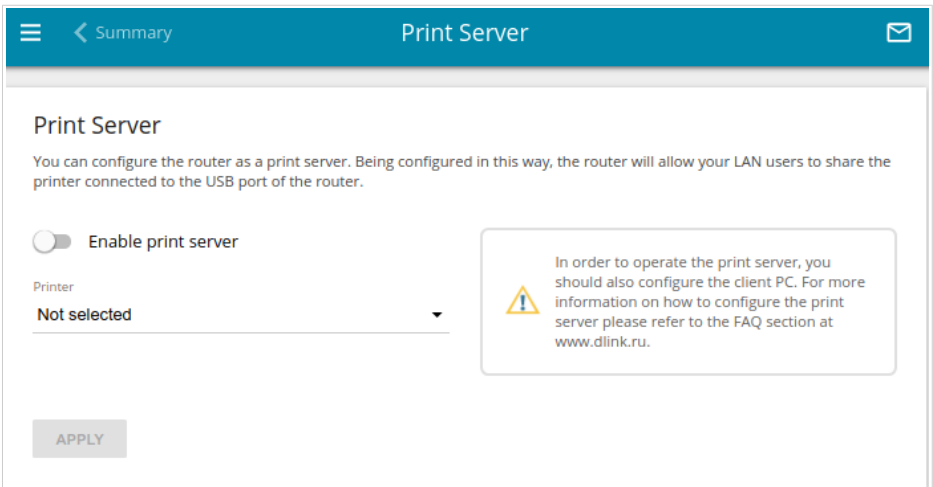 Summary
Print Server
Print Server
You can configure the router as a print server. Being configured in this way, the router will allow your LAN users to share the
printer connected to the USB port of the router.
Enable print server
Printer
Not selected
In order to operate the print server, you
should also configure the client PC. For more
information on how to configure the print
server please refer to the FAQ section at
www.dlink.ru.
APPLY